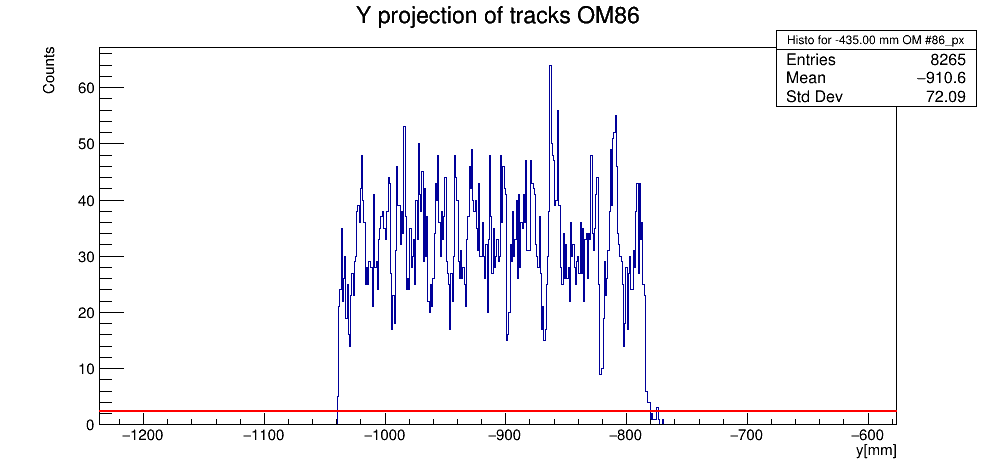 Y projection of tracks OM86
Histo for -435.00 mm OM #86_px
Entries 8265
Mean −910.6
Std Dev 72.09
Counts
60
50
40
30
20
10
0
−1200 −1100 −1000 −900 −800 −700 −600
y[mm]